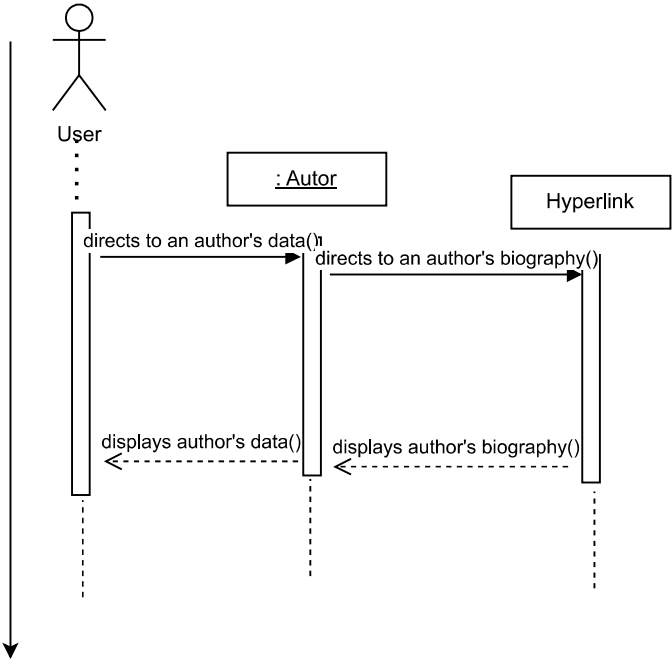 User
: Autor
Hyperlink
directs to an author's data()
directs to an author's biography()
displays author's data()
displays author's biography()